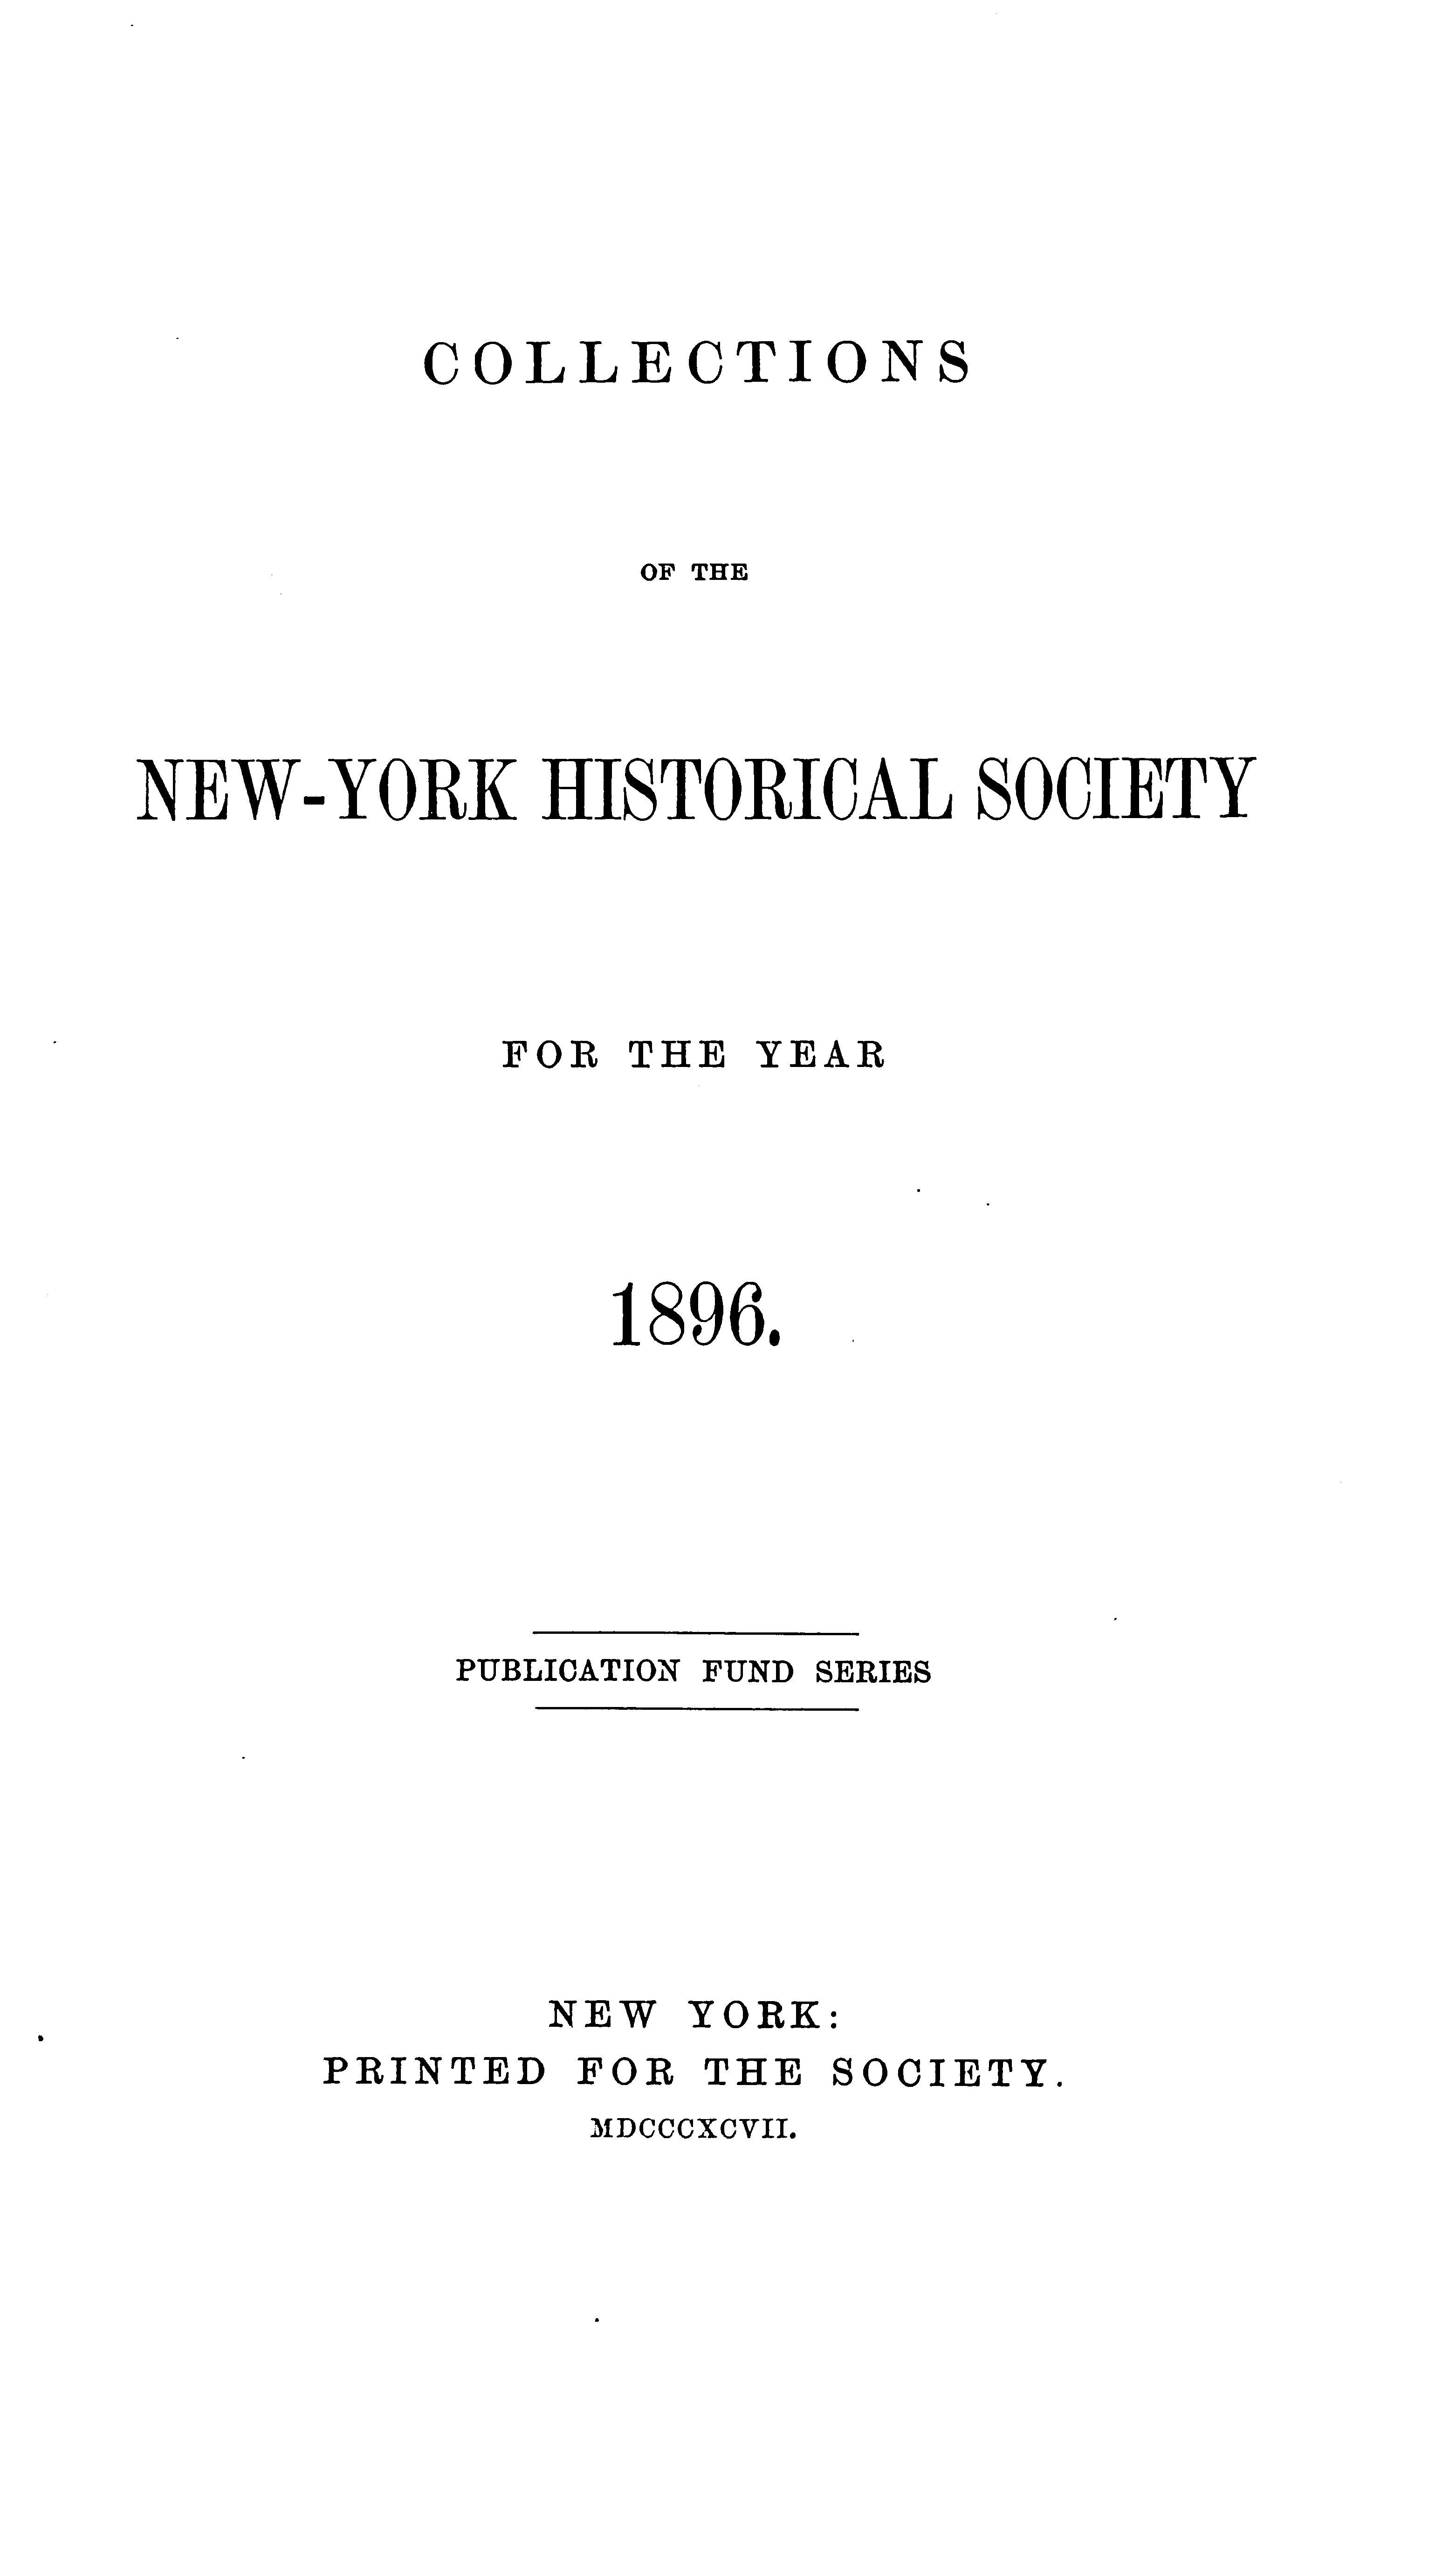 COLLECTIONS
OF THE
NEW-YORK HISTORICAL SOCIETY
FOR THE YEAR
1896.
PUBLICATION FUND SERIES
NEW YORK:
PRINTED FOR THE SOCIETY.
MDCCCXCVII.